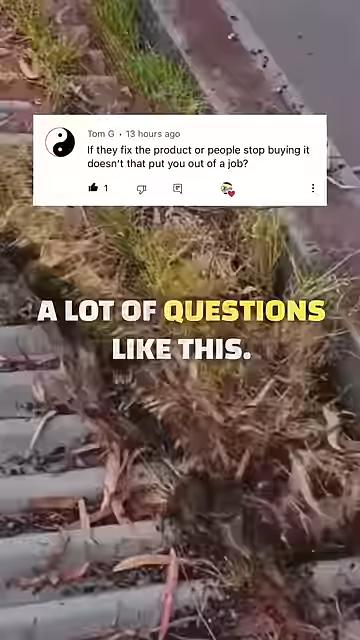 Tom G • 13 hours ago
If they fix the product or people stop buying it
doesn't that put you out of a job?
1
A LOT OF QUESTIONS
LIKE THIS.